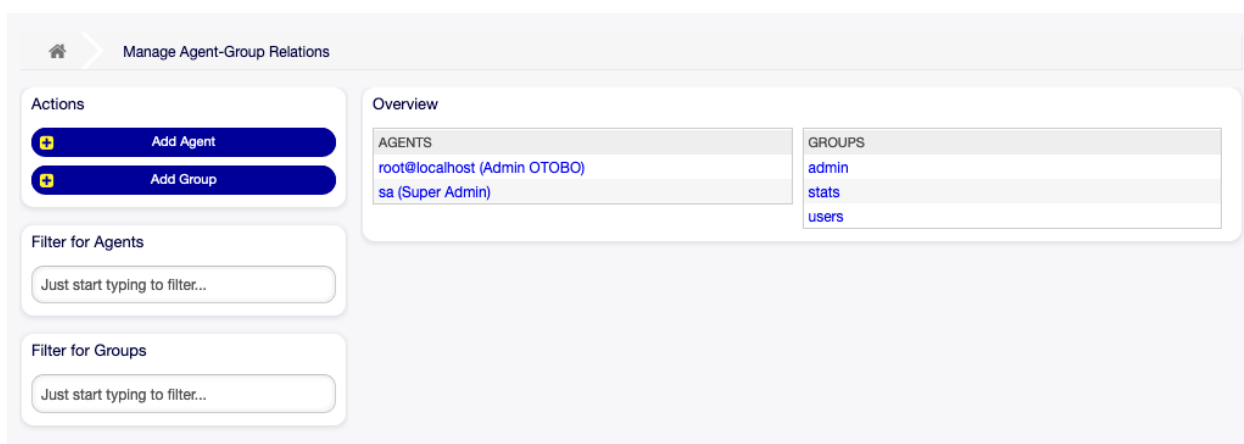 Manage Agent-Group Relations
Actions
Add Agent
Add Group
Filter for Agents
Just start typing to filter...
Filter for Groups
Just start typing to filter...
Overview
AGENTS
root@localhost (Admin OTOBO)
sa (Super Admin)
GROUPS
admin
stats
users